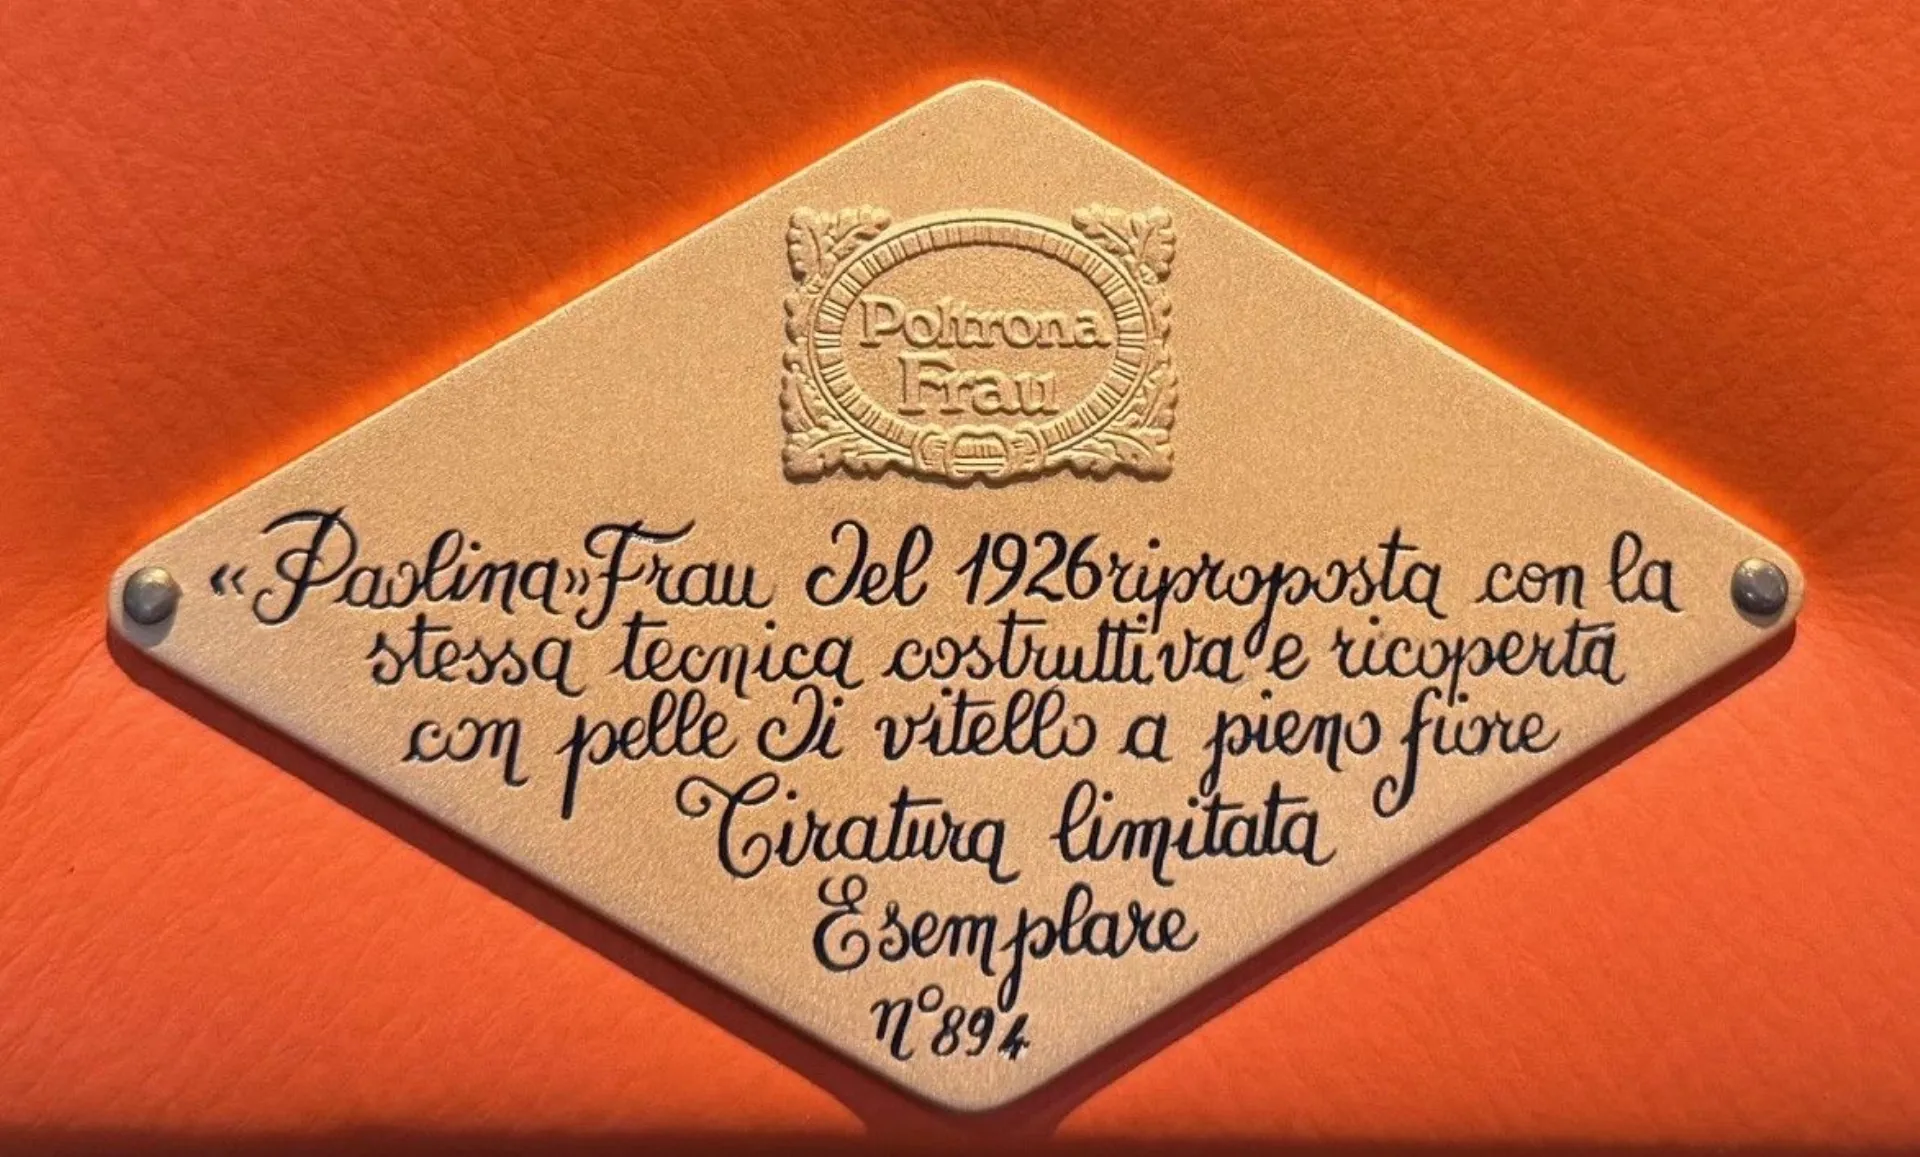 Poltrona
Frau
«Paolina» Frau del 1926 riproposta con la
stessa tecnica costruttiva e ricoperta
con pelle di vitello a pieno fiore
Tiratura limitata
Esemplare
n° 894